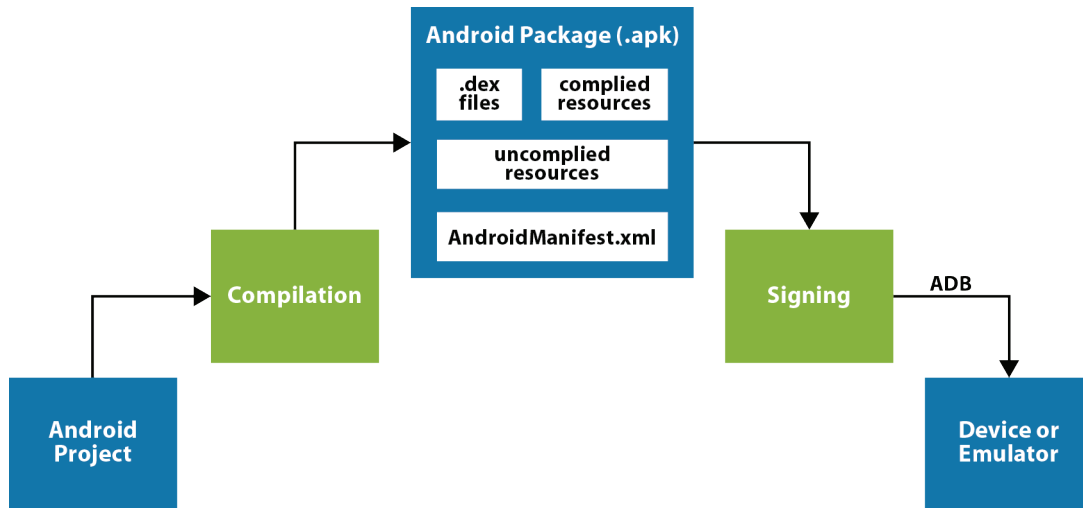 Android Package (.apk)
.dex
files
complied
resources
uncomplied
resources
AndroidManifest.xml
Compilation
Signing
ADB
Android
Project
Device or
Emulator